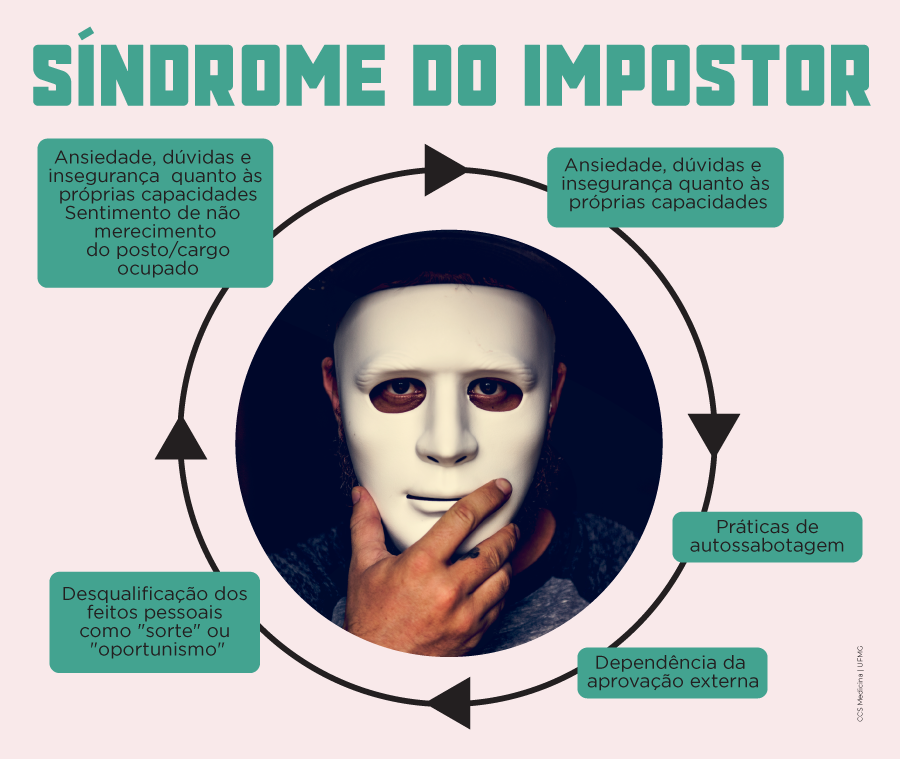 SÍNDROME DO IMPOSTOR
Ansiedade, dúvidas e
insegurança quanto às
próprias capacidades
Sentimento de não
merecimento
do posto/cargo
ocupado
Ansiedade, dúvidas e
insegurança quanto às
próprias capacidades
Práticas de
autossabotagem
Dependência da
aprovação externa
Desqualificação dos
feitos pessoais
como "sorte" ou
"oportunismo"
CCS Medicina | UFMG